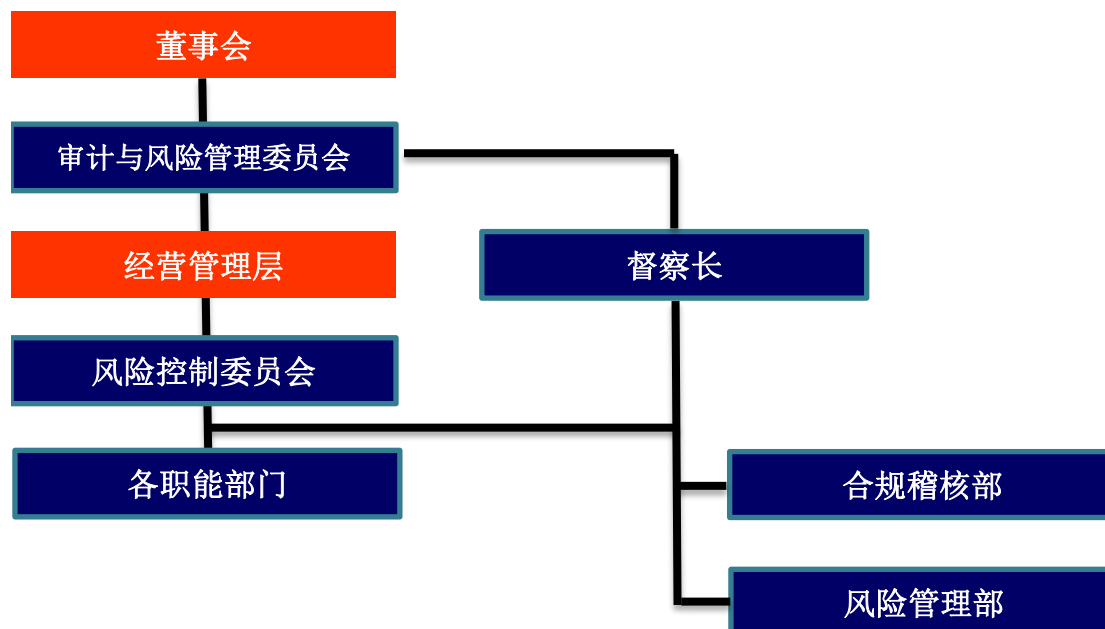 董事会
审计与风险管理委员会
经营管理层
督察长
风险控制委员会
各职能部门
合规稽核部
风险管理部